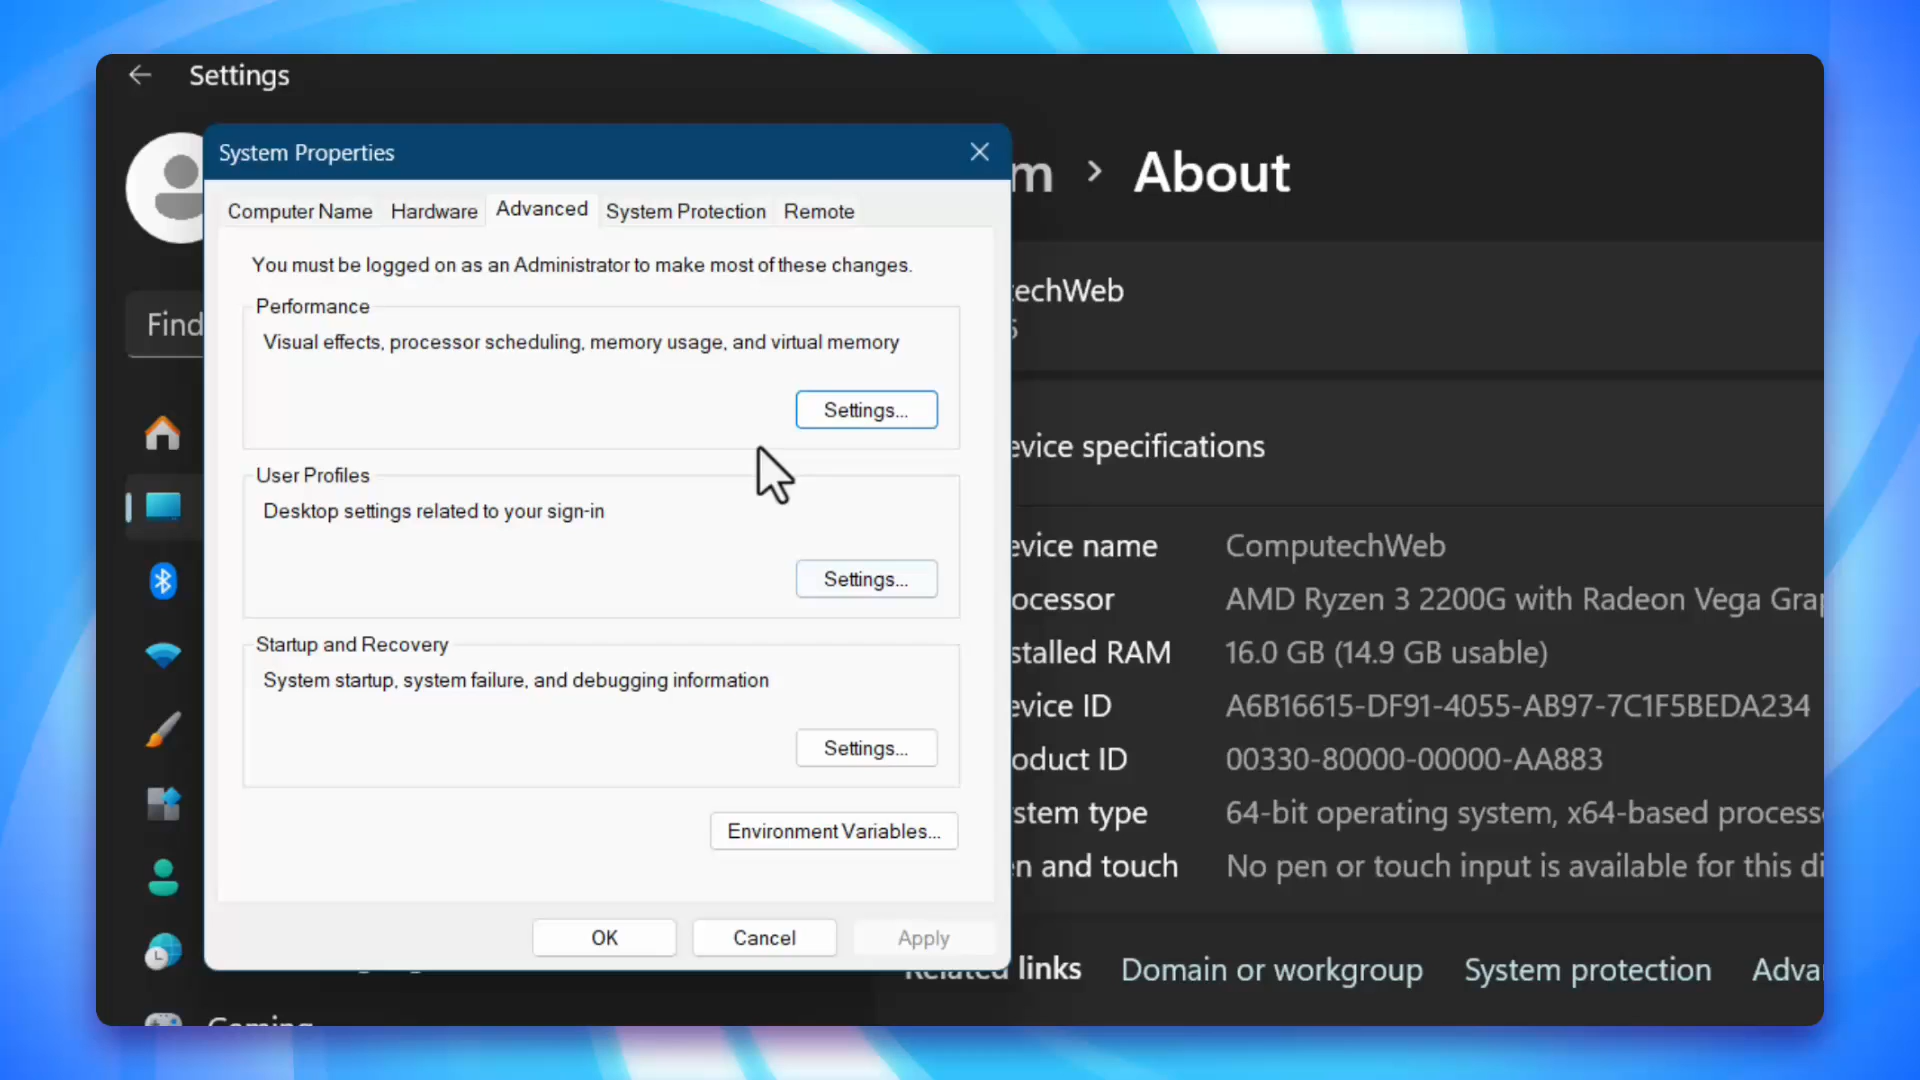 Settings
System Properties
Computer Name
Hardware
Advanced
System Protection
Remote
You must be logged on as an Administrator to make most of these changes.
Performance
Visual effects, processor scheduling, memory usage, and virtual memory
Settings...
User Profiles
Desktop settings related to your sign-in
Settings...
Startup and Recovery
System startup, system failure, and debugging information
Settings...
Environment Variables...
OK
Cancel
Apply
Find
m > About
echWeb
evice specifications
evice name ComputechWeb
ocessor AMD Ryzen 3 2200G with Radeon Vega Gra
stalled RAM 16.0 GB (14.9 GB usable)
evice ID A6B16615-DF91-4055-AB97-7C1F5BEDA234
oduct ID 00330-80000-00000-AA883
stem type 64-bit operating system, x64-based process
n and touch No pen or touch input is available for this di
Related links Domain or workgroup System protection Adva
Gaming